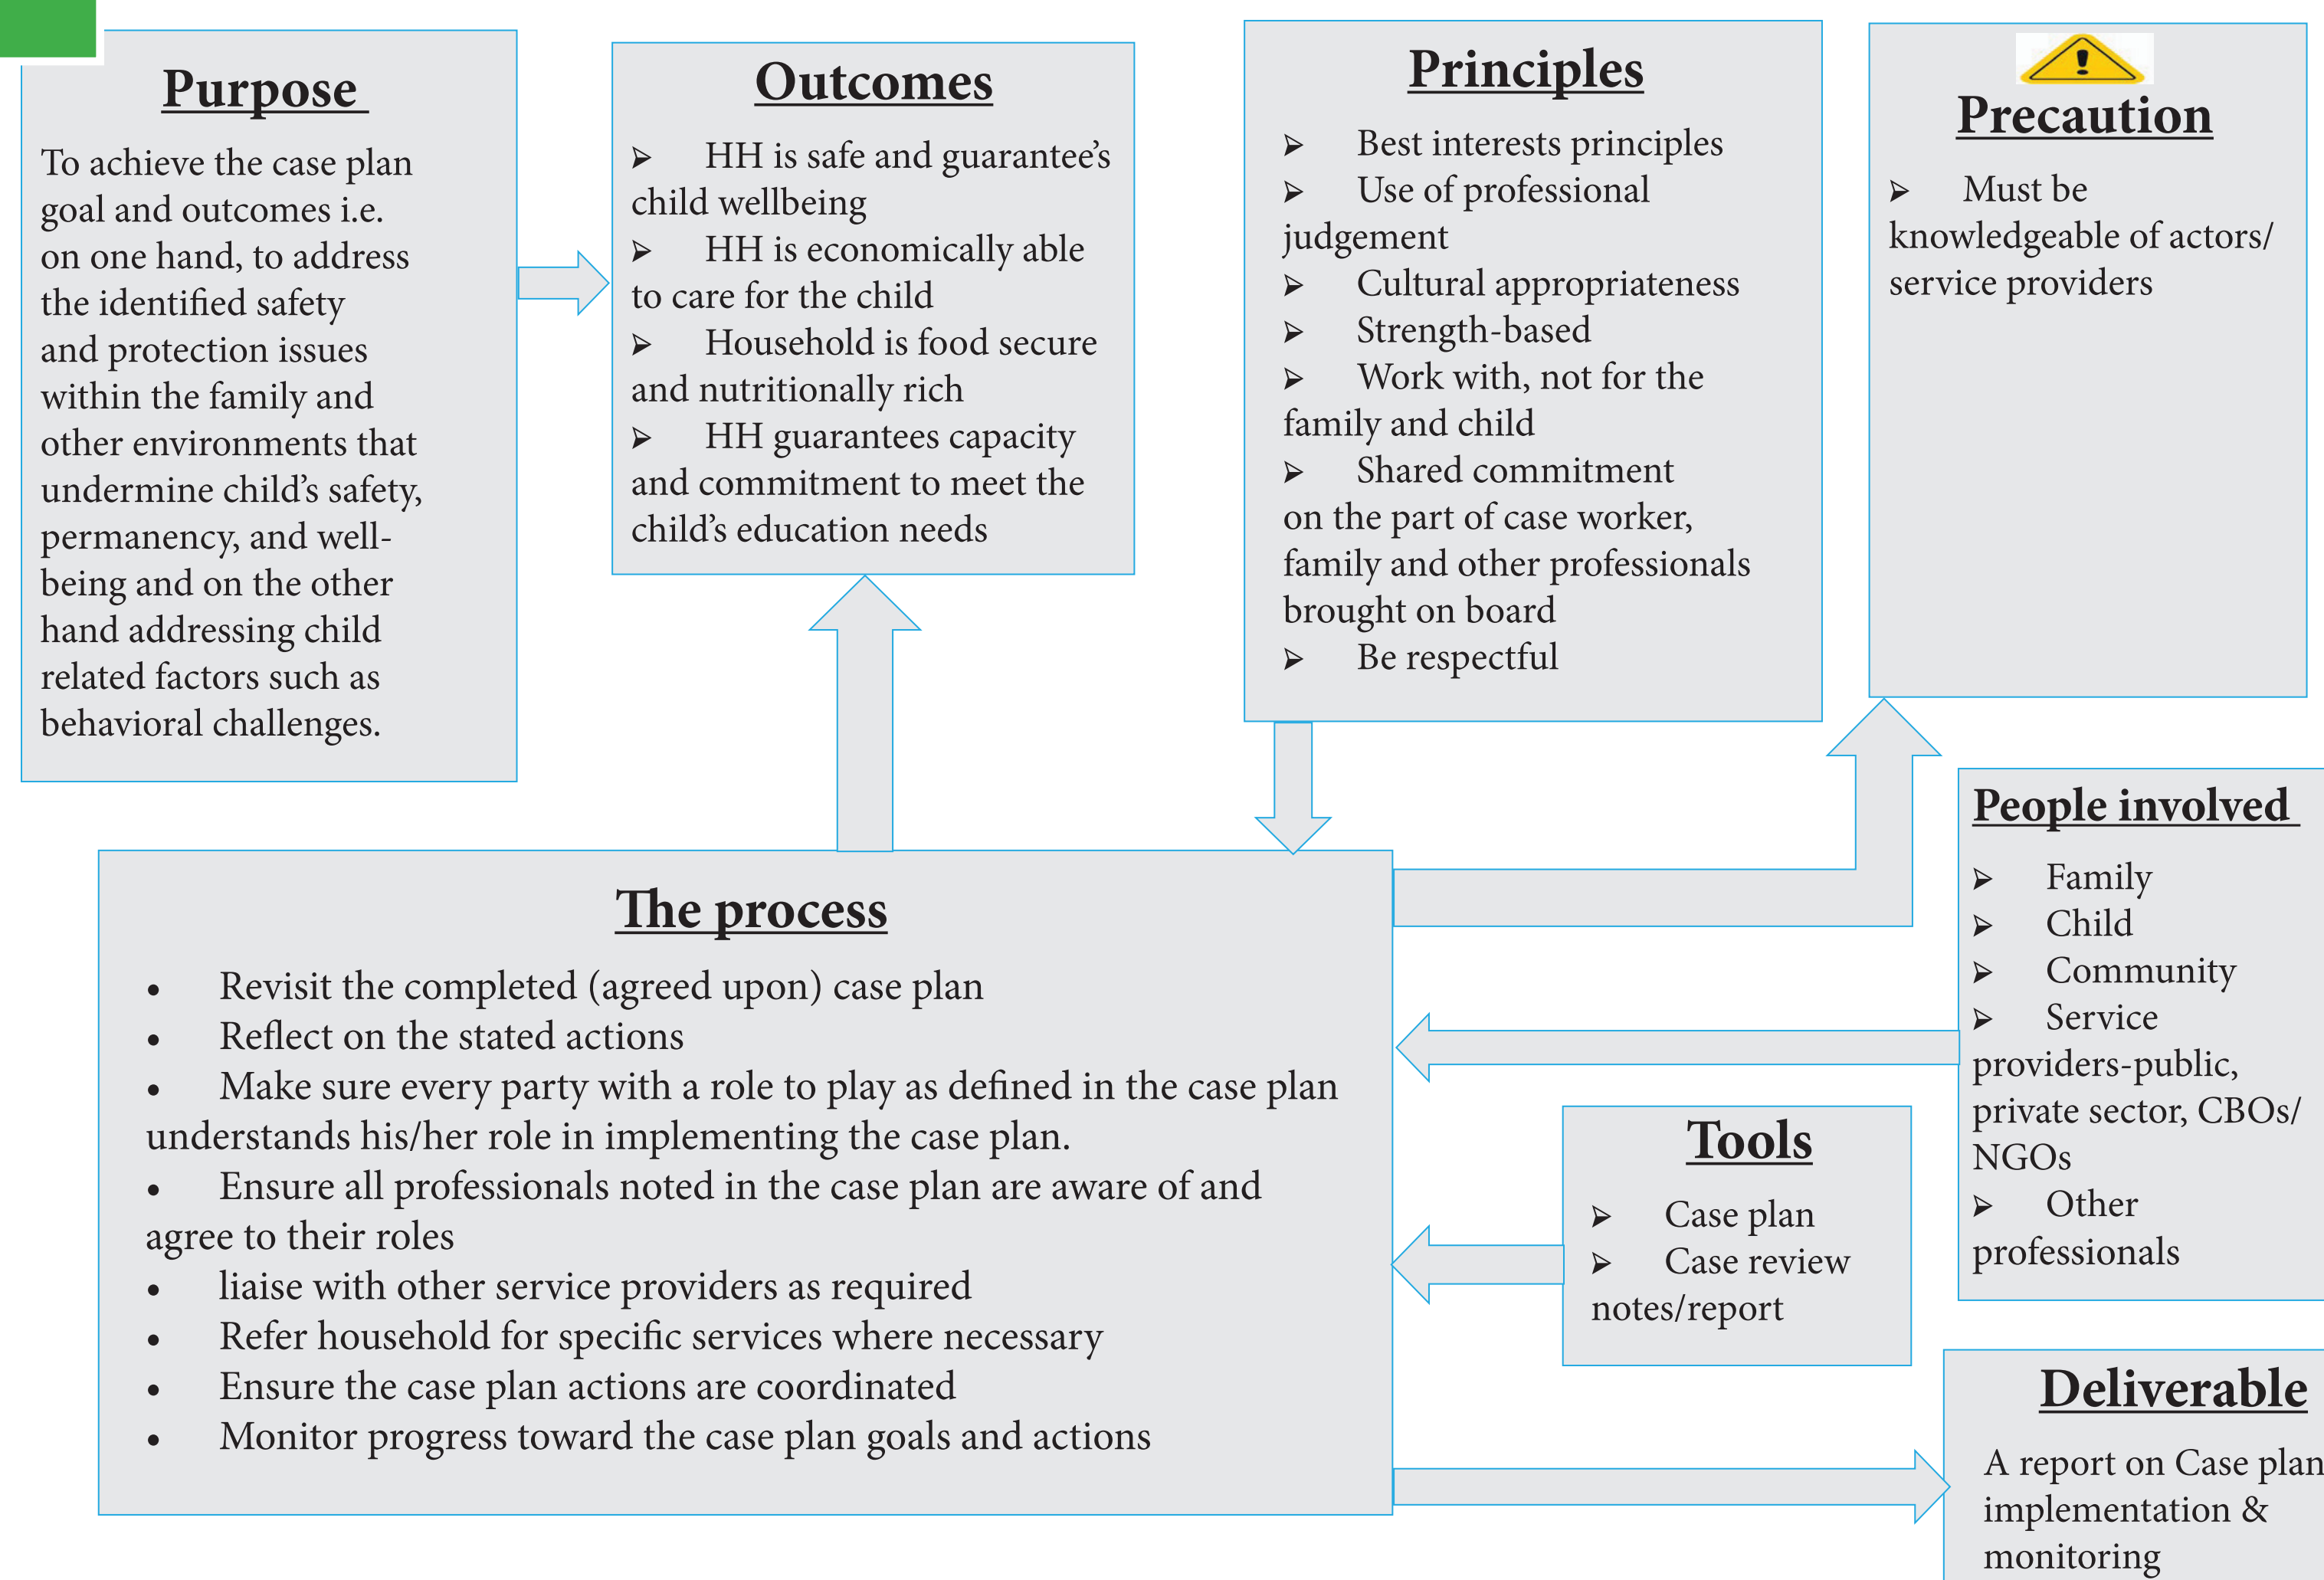 Purpose
To achieve the case plan
goal and outcomes i.e.
on one hand, to address
the identified safety
and protection issues
within the family and
other environments that
undermine child's safety,
permanency, and well-
being and on the other
hand addressing child
related factors such as
behavioral challenges.
Outcomes
➢ HH is safe and guarantee's
child wellbeing
➢ HH is economically able
to care for the child
➢ Household is food secure
and nutritionally rich
➢ HH guarantees capacity
and commitment to meet the
child's education needs
Principles
➢ Best interests principles
➢ Use of professional
judgement
➢ Cultural appropriateness
➢ Strength-based
➢ Work with, not for the
family and child
➢ Shared commitment
on the part of case worker,
family and other professionals
brought on board
➢ Be respectful
!
Precaution
➢ Must be
knowledgeable of actors/
service providers
The process
• Revisit the completed (agreed upon) case plan
• Reflect on the stated actions
• Make sure every party with a role to play as defined in the case plan
understands his/her role in implementing the case plan.
• Ensure all professionals noted in the case plan are aware of and
agree to their roles
• liaise with other service providers as required
• Refer household for specific services where necessary
• Ensure the case plan actions are coordinated
• Monitor progress toward the case plan goals and actions
People involved
➢ Family
➢ Child
➢ Community
➢ Service
providers-public,
private sector, CBOs/
NGOs
➢ Other
professionals
Tools
➢ Case plan
➢ Case review
notes/report
Deliverable
A report on Case plan
implementation &
monitoring